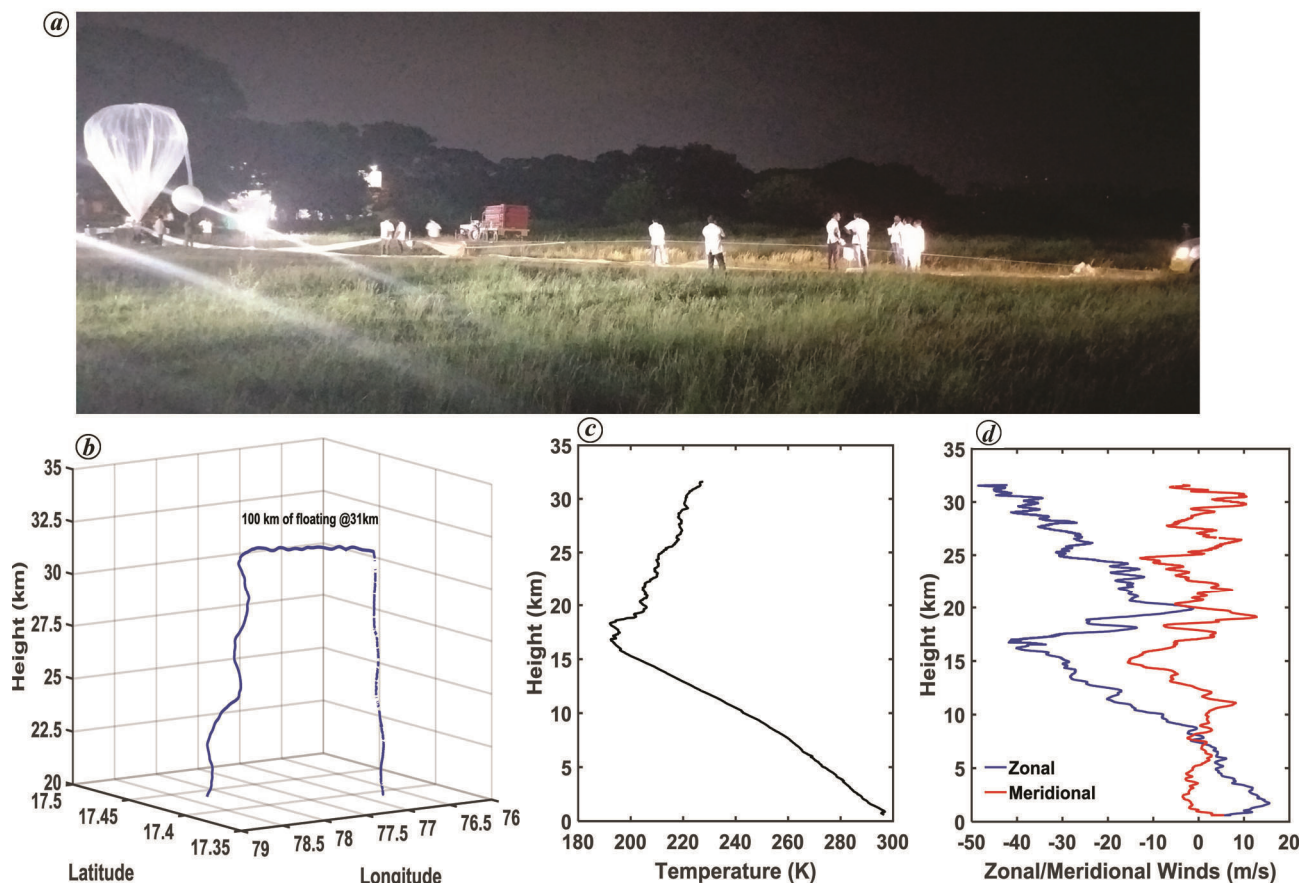 a
b
35
32.5
30
27.5
25
22.5
20
Height (km)
100 km of floating @31km
17.5
17.45
17.4
17.35
Latitude
79
78.5
78
77.5
77
76.5
76
Longitude
c
35
30
25
20
15
10
5
0
Height (km)
180 200 220 240 260 280 300
Temperature (K)
d
35
30
25
20
15
10
5
0
Height (km)
Zonal
Meridional
-50 -40 -30 -20 -10 0 10 20
Zonal/Meridional Winds (m/s)